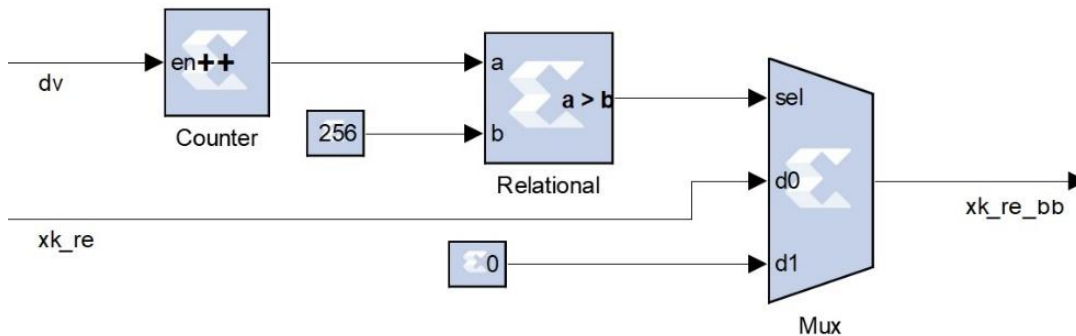 en++
dv
Counter
256
a
a > b
b
Relational
sel
d0
xk_re
xk_re_bb
0
d1
Mux